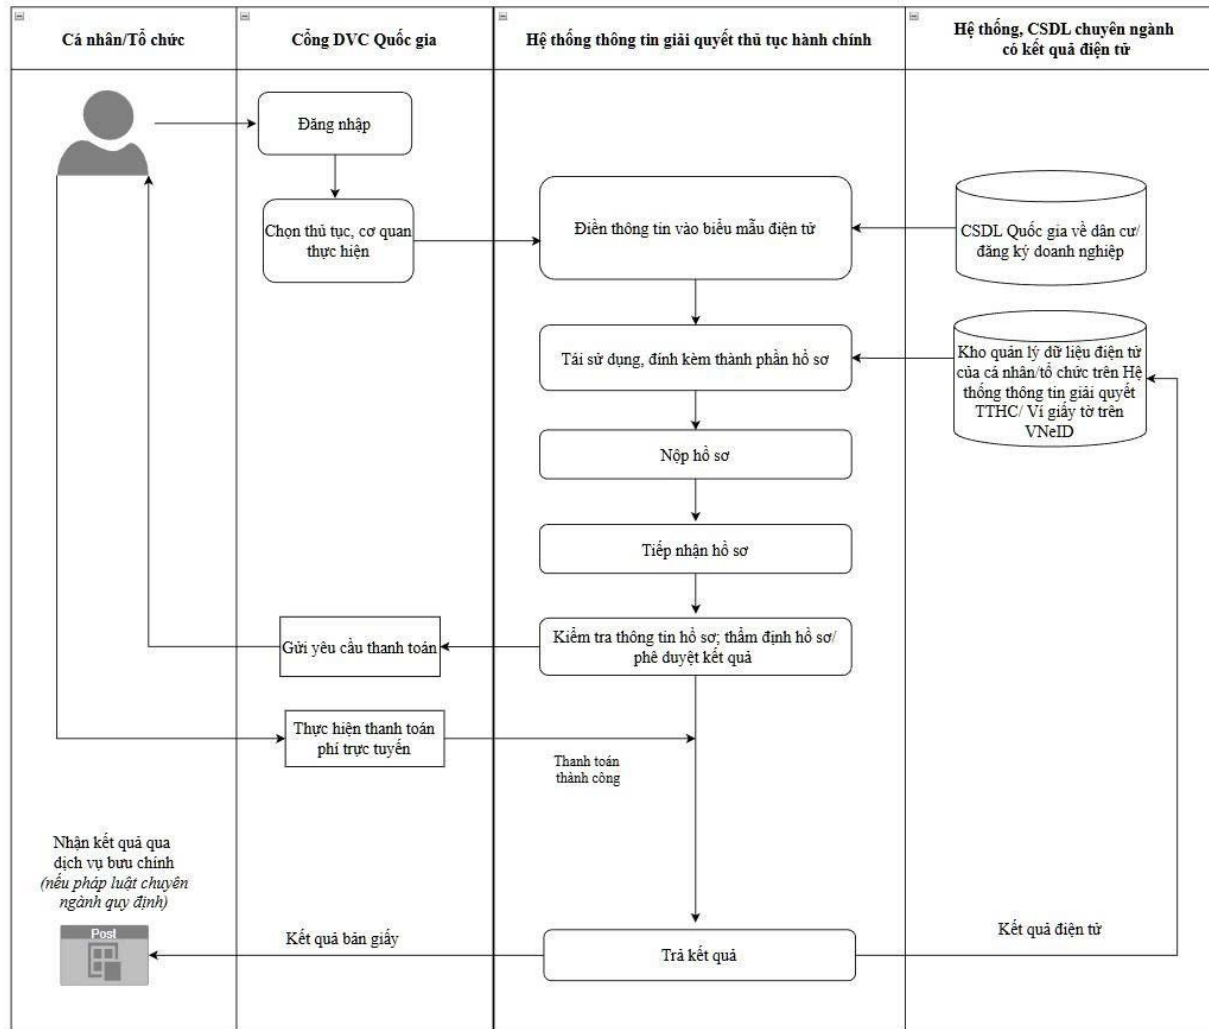 Cá nhân/Tổ chức
Cổng DVC Quốc gia
Hệ thống thông tin giải quyết thủ tục hành chính
Hệ thống, CSDL chuyên ngành
có kết quả điện tử
Đăng nhập
Chọn thủ tục, cơ quan
thực hiện
Điền thông tin vào biểu mẫu điện tử
CSDL Quốc gia về dân cư/
đăng ký doanh nghiệp
Tái sử dụng, đính kèm thành phần hồ sơ
Kho quản lý dữ liệu điện tử
của cá nhân/tổ chức trên Hệ
thống thông tin giải quyết
TTHC/ Ví giấy tờ trên
VNeID
Nộp hồ sơ
Tiếp nhận hồ sơ
Gửi yêu cầu thanh toán
Kiểm tra thông tin hồ sơ; thẩm định hồ sơ/
phê duyệt kết quả
Thực hiện thanh toán
phí trực tuyến
Thanh toán
thành công
Nhận kết quả qua
dịch vụ bưu chính
(nếu pháp luật chuyên
ngành quy định)
Post
Kết quả bản giấy
Trả kết quả
Kết quả điện tử